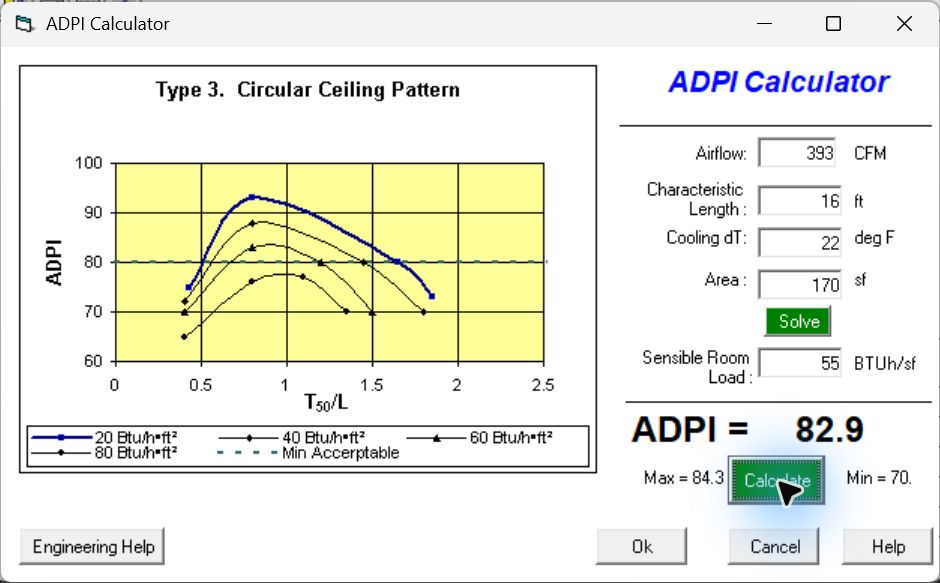 ADPI Calculator
Type 3.  Circular Ceiling Pattern
ADPI
100
90
80
70
60
0 0.5 1 1.5 2 2.5
T₅₀/L
20 Btu/h•ft² 40 Btu/h•ft² 60 Btu/h•ft²
80 Btu/h•ft² Min Accerptable
ADPI Calculator
Airflow: 393 CFM
Characteristic
Length : 16 ft
Cooling dT: 22 deg F
Area : 170 sf
Solve
Sensible Room
Load : 55 BTUh/sf
ADPI = 82.9
Max = 84.3 Calculate Min = 70.
Engineering Help Ok Cancel Help